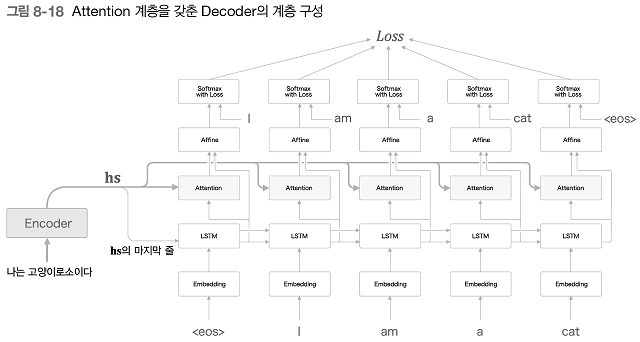 그림 8-18 Attention 계층을 갖춘 Decoder의 계층 구성
Loss
Softmax with Loss
Softmax with Loss
Softmax with Loss
Softmax with Loss
Softmax with Loss
I
am
a
cat
<eos>
Affine
Affine
Affine
Affine
Affine
hs
Attention
Attention
Attention
Attention
Attention
Encoder
LSTM
LSTM
LSTM
LSTM
LSTM
hs의 마지막 줄
나는 고양이로소이다
Embedding
Embedding
Embedding
Embedding
Embedding
<eos>
I
am
a
cat